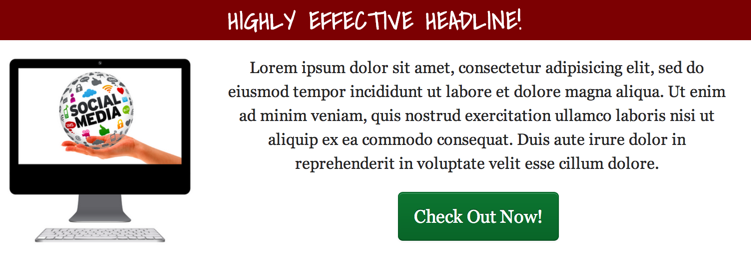 HIGHLY EFFECTIVE HEADLINE!
SOCIAL
MEDIA
Lorem ipsum dolor sit amet, consectetur adipisicing elit, sed do
eiusmod tempor incididunt ut labore et dolore magna aliqua. Ut enim
ad minim veniam, quis nostrud exercitation ullamco laboris nisi ut
aliquip ex ea commodo consequat. Duis aute irure dolor in
reprehenderit in voluptate velit esse cillum dolore.
Check Out Now!